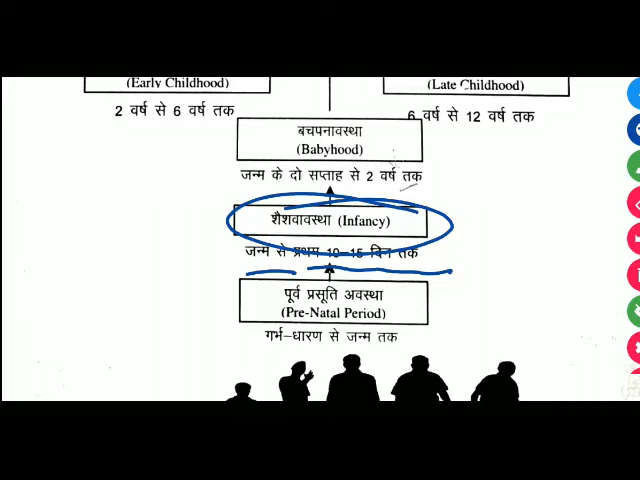 (Early Childhood)
(Late Childhood)
2 वर्ष से 6 वर्ष तक
6 वर्ष से 12 वर्ष तक
बचपनावस्था
(Babyhood)
जन्म के दो सप्ताह से 2 वर्ष तक
शैशवावस्था (Infancy)
जन्म से प्रथम 10–15 दिन तक
पूर्व प्रसूति अवस्था
(Pre-Natal Period)
गर्भ–धारण से जन्म तक